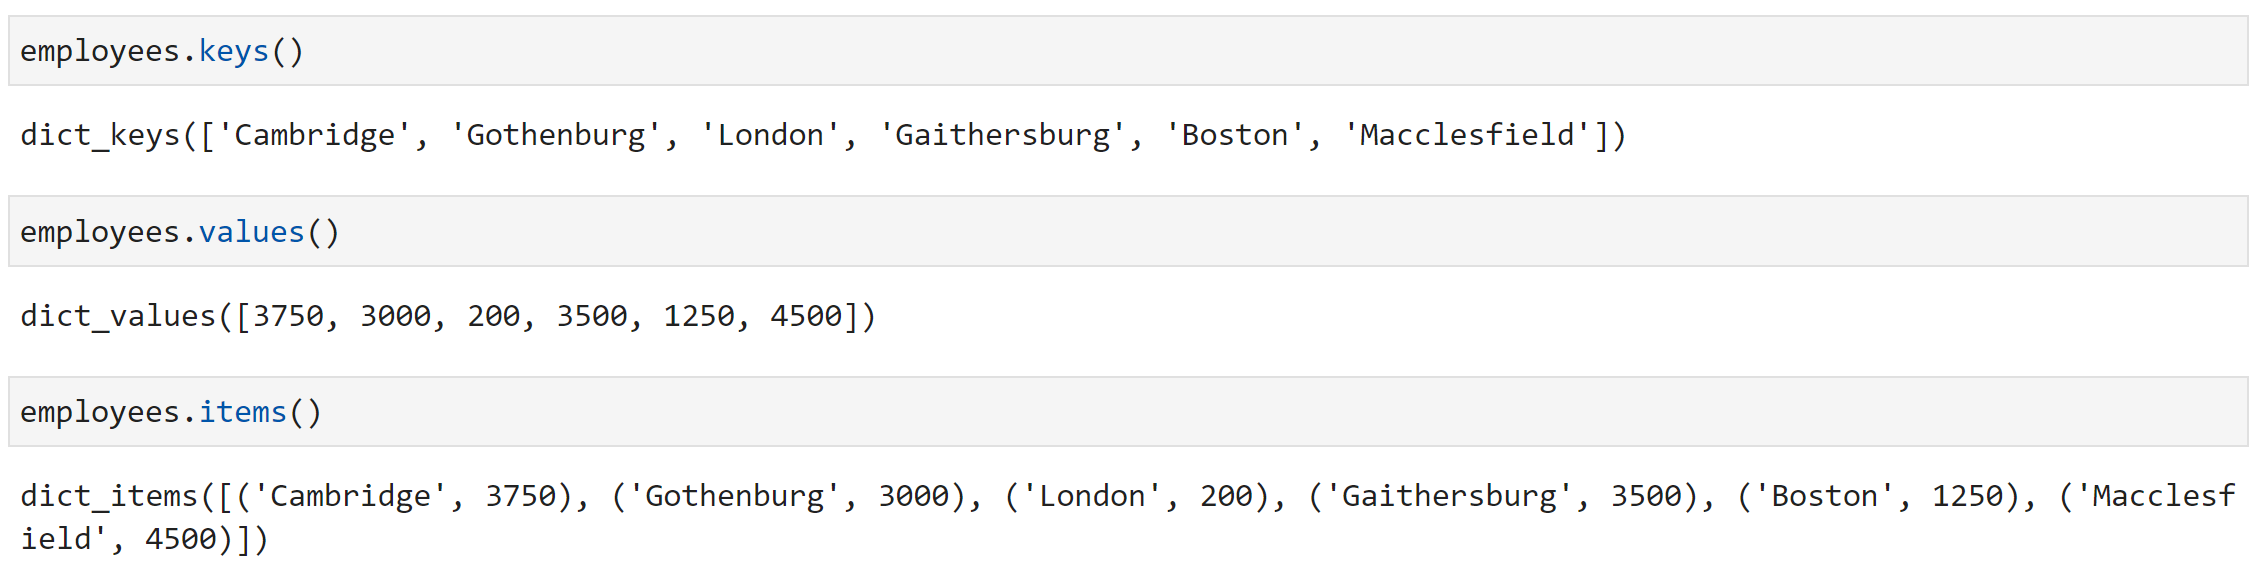 employees.keys()
dict_keys(['Cambridge', 'Gothenburg', 'London', 'Gaithersburg', 'Boston', 'Macclesfield'])
employees.values()
dict_values([3750, 3000, 200, 3500, 1250, 4500])
employees.items()
dict_items([('Cambridge', 3750), ('Gothenburg', 3000), ('London', 200), ('Gaithersburg', 3500), ('Boston', 1250), ('Macclesf
ield', 4500)])